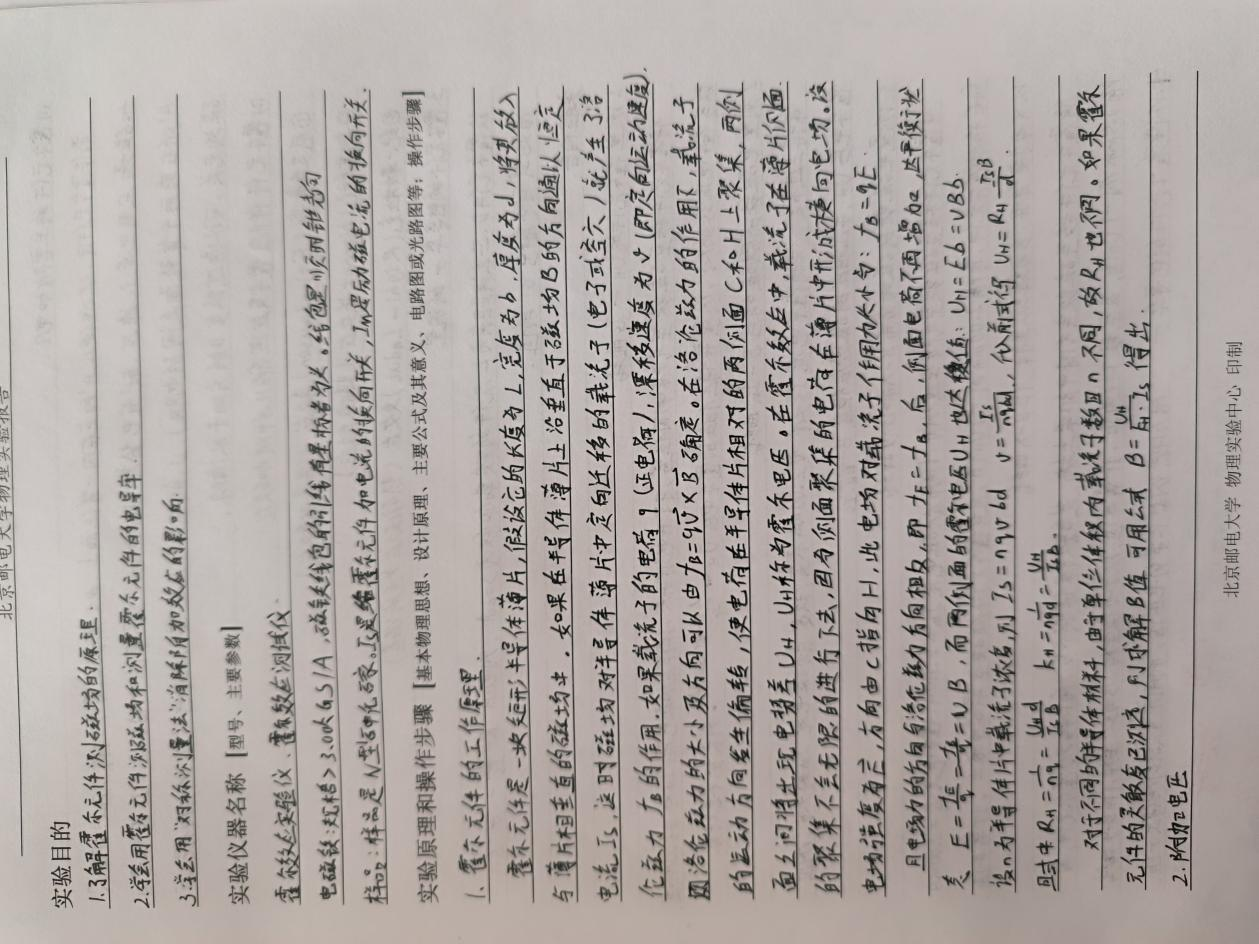 北京邮电大学物理实验报告
实验目的
1.了解霍尔元件测磁场的原理.
2.学会用霍尔元件测磁场和测量霍尔元件的电导率
3.学会用“对称测量法”消除附加效应的影响
实验仪器名称 [型号、主要参数]
霍尔效应实验仪、霍尔效应测试仪.
电磁铁:规格>3.00KGS/A,磁铁线包的引线有星标者为头。线包是顺时针绕向
样品:样品是N型砷化镓。Is是给霍尔元件加电流的换向开关,Im是励磁电流的换向开关.
实验原理和操作步骤 [基本物理思想、设计原理、主要公式及其意义、电路图或光路图等;操作步骤]
1. 霍尔元件的工作原理.
霍尔元件是一块矩形半导体薄片,假设它的长度为L,宽度为b,厚度为d,将其放入
与薄片相垂直的磁场中,如果在半导体薄片上沿垂直于磁场B的方向通以恒定
电流Is,这时磁场对半导体薄片中定向迁移的载流子(电子或空穴)就产生了洛
伦兹力f_B的作用.如果载流子的电荷q(正电荷),漂移速度为v(即定向运动速度).
则洛伦兹力的大小及方向可以由f_B=qv×B确定。在洛伦兹力的作用下,载流子
的运动方向发生偏转,使电荷在半导体片相对的两侧面C和H上聚集,两侧
面之间将出现电势差U_H,U_H称为霍尔电压。在霍尔效应中,载流子在薄片侧面
的聚集不会无限的进行下去,因为侧面聚集的电荷在薄片中形成横向电场。设
电场强度为E,方向由C指向H,此电场对载流子作用力大小为:f_E=qE.
且电场力的方向与洛伦兹力方向相反,即f_E=f_B,后,侧面电荷不再增加,达平衡状
态 E=f_E/q=f_B/q=vB,而两侧面的霍尔电压U_H也达稳值:U_H=Eb=vBb.
设n为半导体片中载流子浓度,则Is=nqvbd v=Is/nqbd,代入前式得 U_H=R_H IsB/d.
且式中R_H=1/nq=U_Hd/IsB K_H=1/nqd=U_H/IsB.
对于不同的半导体材料,由于单位体积内载流子数目n不同,故R_H也不同。如果霍尔
元件的灵敏度已测定,则求解B值可用公式 B=U_H/K_H·Is 得出.
2.附加电压
北京邮电大学 物理实验中心 印制